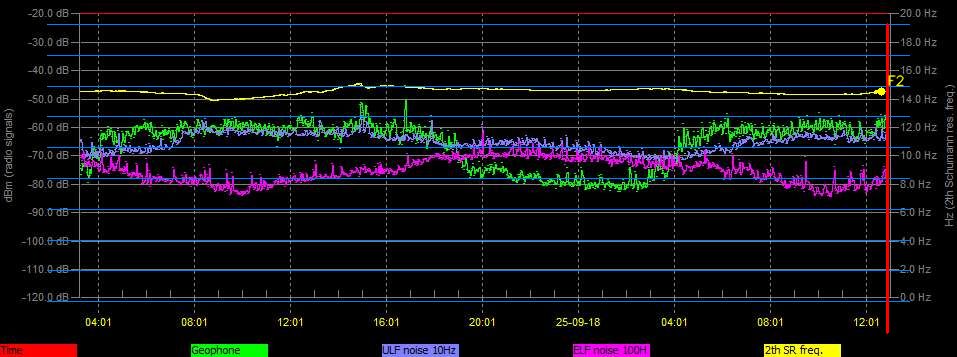 -20.0 dB 20.0 Hz
-30.0 dB 18.0 Hz
-40.0 dB 16.0 Hz
F2
-50.0 dB 14.0 Hz
-60.0 dB 12.0 Hz
-70.0 dB 10.0 Hz
-80.0 dB 8.0 Hz
-90.0 dB 6.0 Hz
-100.0 dB 4.0 Hz
-110.0 dB 2.0 Hz
-120.0 dB 0.0 Hz
dBm (radio signals)
Hz (2th Schumann res. freq.)
04:01 08:01 12:01 16:01 20:01 25-09-18 04:01 08:01 12:01
Time Geophone ULF noise 10Hz ELF noise 100H 2th SR freq.